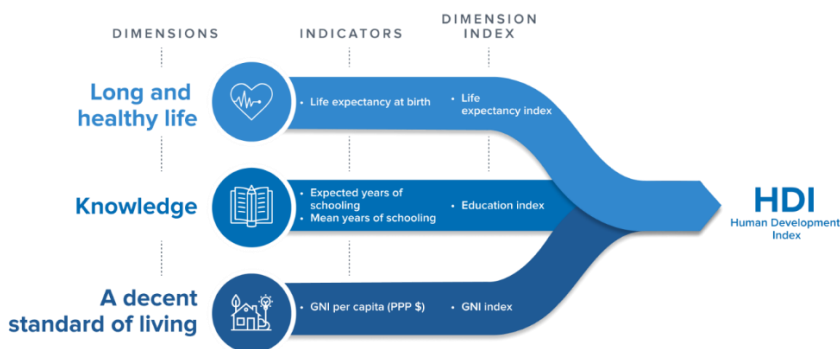 DIMENSIONS
INDICATORS
DIMENSION
INDEX
Long and
healthy life
• Life expectancy at birth
• Life
expectancy index
Knowledge
• Expected years of
schooling
• Mean years of schooling
• Education index
HDI
Human Development
Index
A decent
standard of living
• GNI per capita (PPP $)
• GNI index